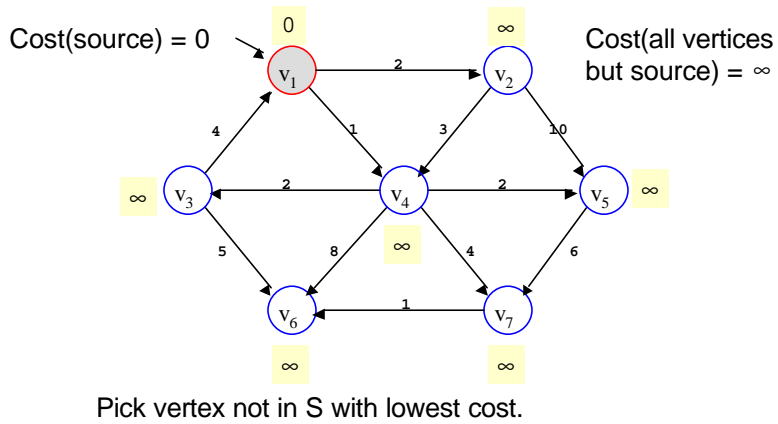 Cost(source) = 0
0
∞
Cost(all vertices
but source) = ∞
v1
2
v2
4
1
3
10
∞
v3
2
v4
2
v5
∞
∞
5
8
4
6
v6
1
v7
∞
∞
Pick vertex not in S with lowest cost.